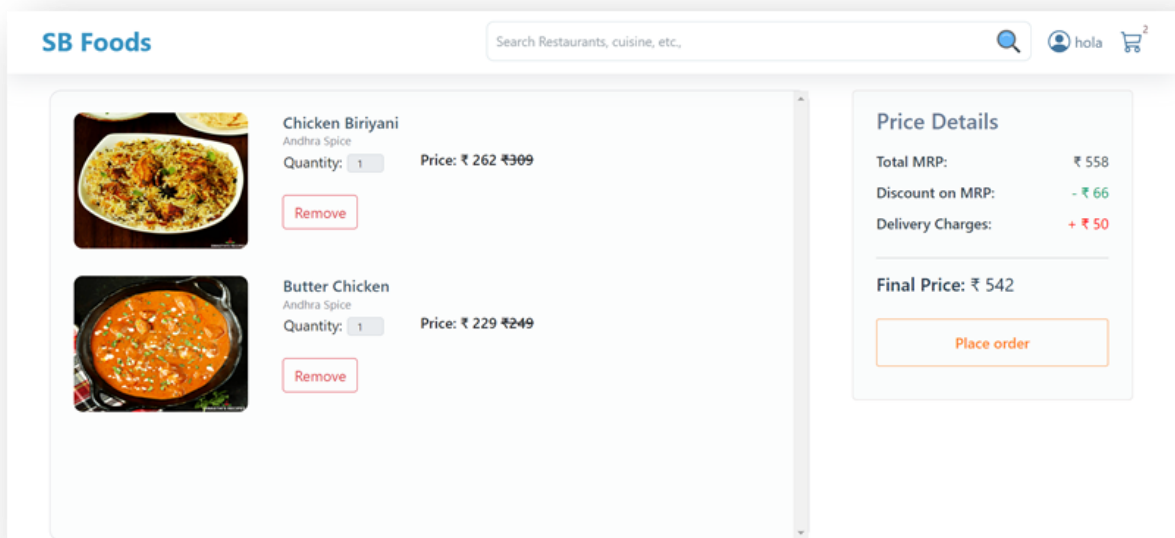 SB Foods
Search Restaurants, cuisine, etc.,
hola
2
Chicken Biriyani
Andhra Spice
Quantity: 1
Price: ₹ 262 ₹309
Remove
Butter Chicken
Andhra Spice
Quantity: 1
Price: ₹ 229 ₹249
Remove
Price Details
Total MRP: ₹ 558
Discount on MRP: - ₹ 66
Delivery Charges: + ₹ 50
Final Price: ₹ 542
Place order